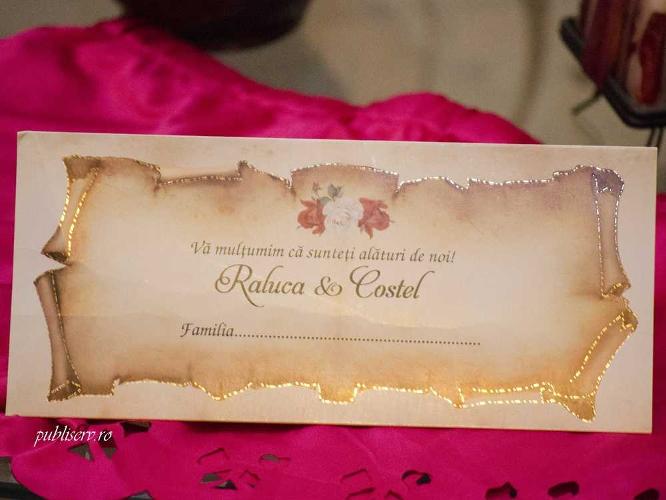 Vă mulțumim că sunteți alături de noi!
Raluca & Costel
Familia............................................................
publiserv.ro